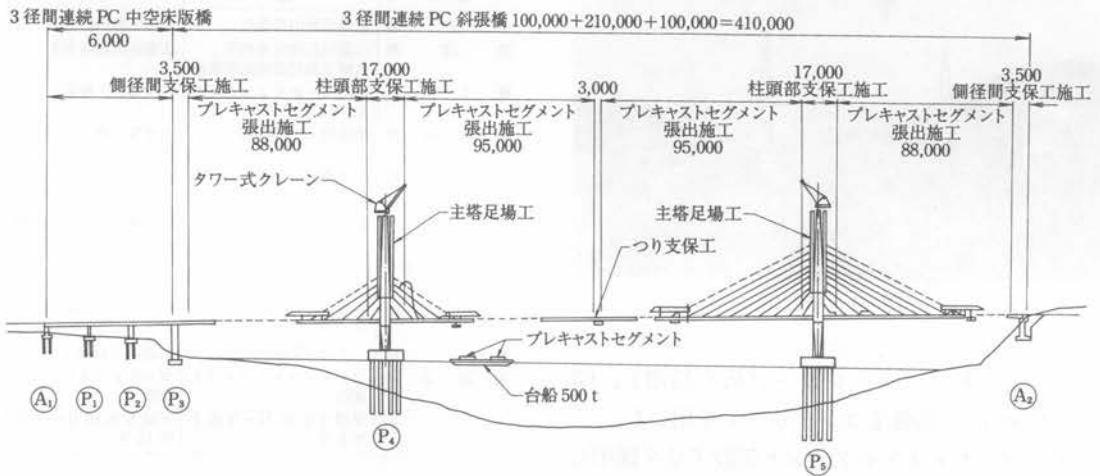 3径間連続PC中空床版橋
3径間連続PC斜張橋 100,000+210,000+100,000=410,000
6,000
3,500
側径間支保工施工
17,000
柱頭部支保工施工
3,000
17,000
柱頭部支保工施工
3,500
側径間支保工施工
プレキャストセグメント
張出施工
88,000
プレキャストセグメント
張出施工
95,000
プレキャストセグメント
張出施工
95,000
プレキャストセグメント
張出施工
88,000
タワー式クレーン
主塔足場工
主塔足場工
つり支保工
プレキャストセグメント
台船500t
A1
P1
P2
P3
P4
P5
A2